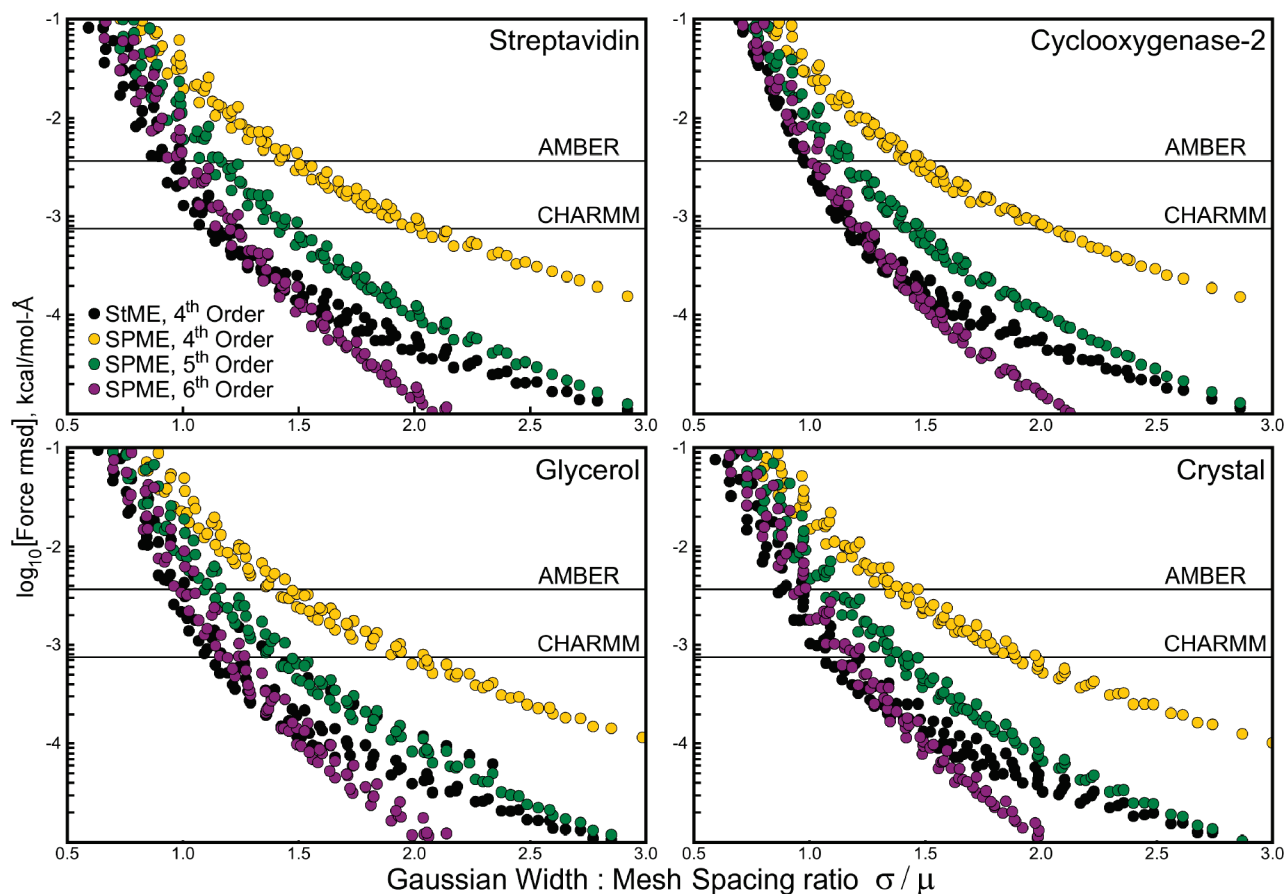 Streptavidin
-1
-2
-3
-4
AMBER
CHARMM
StME, 4th Order
SPME, 4th Order
SPME, 5th Order
SPME, 6th Order
0.5 1.0 1.5 2.0 2.5 3.0
Cyclooxygenase-2
-1
-2
-3
-4
AMBER
CHARMM
0.5 1.0 1.5 2.0 2.5 3.0
log10[Force rmsd], kcal/mol-Å
Glycerol
-1
-2
-3
-4
AMBER
CHARMM
0.5 1.0 1.5 2.0 2.5 3.0
Crystal
-1
-2
-3
-4
AMBER
CHARMM
0.5 1.0 1.5 2.0 2.5 3.0
Gaussian Width : Mesh Spacing ratio σ / μ